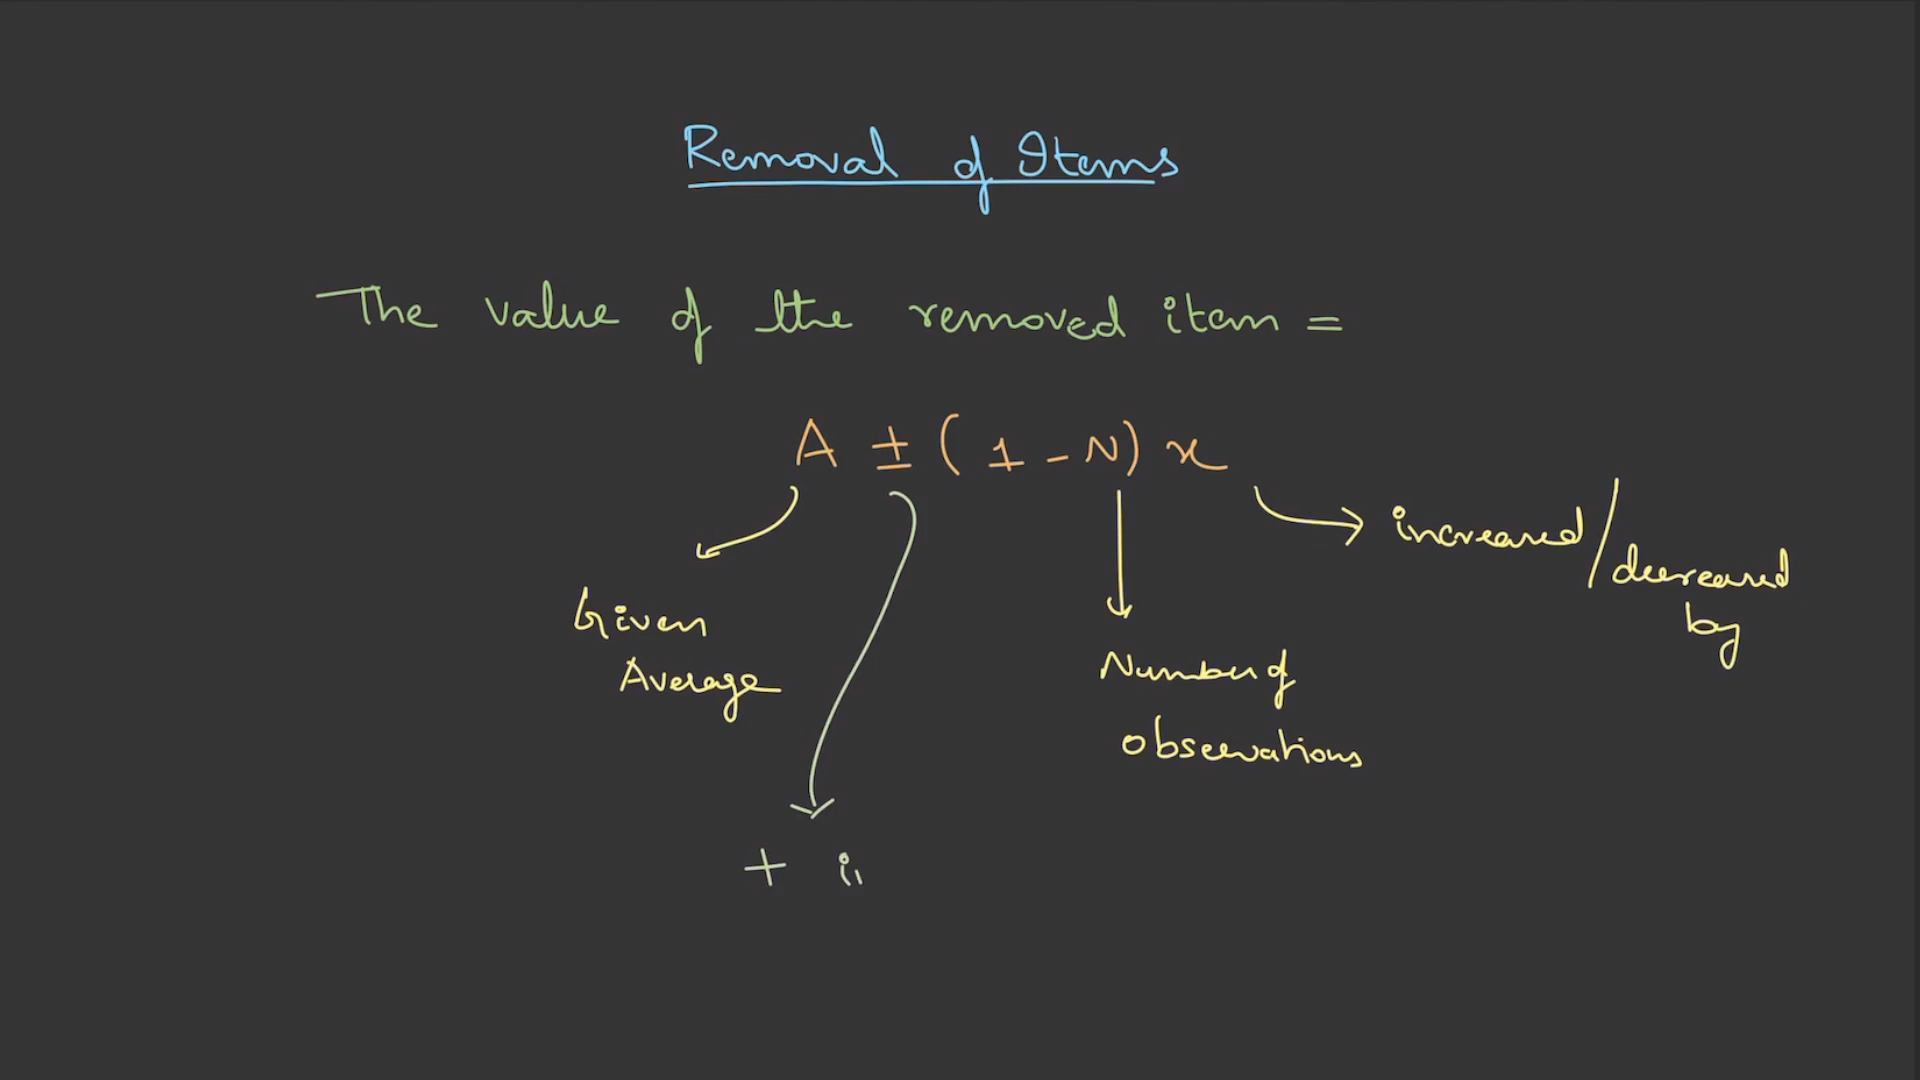 Removal of Items
The value of the removed item =
A ± ( 1 - N) x
increased/
decreased
by
Given
Average
Number of
observations
+